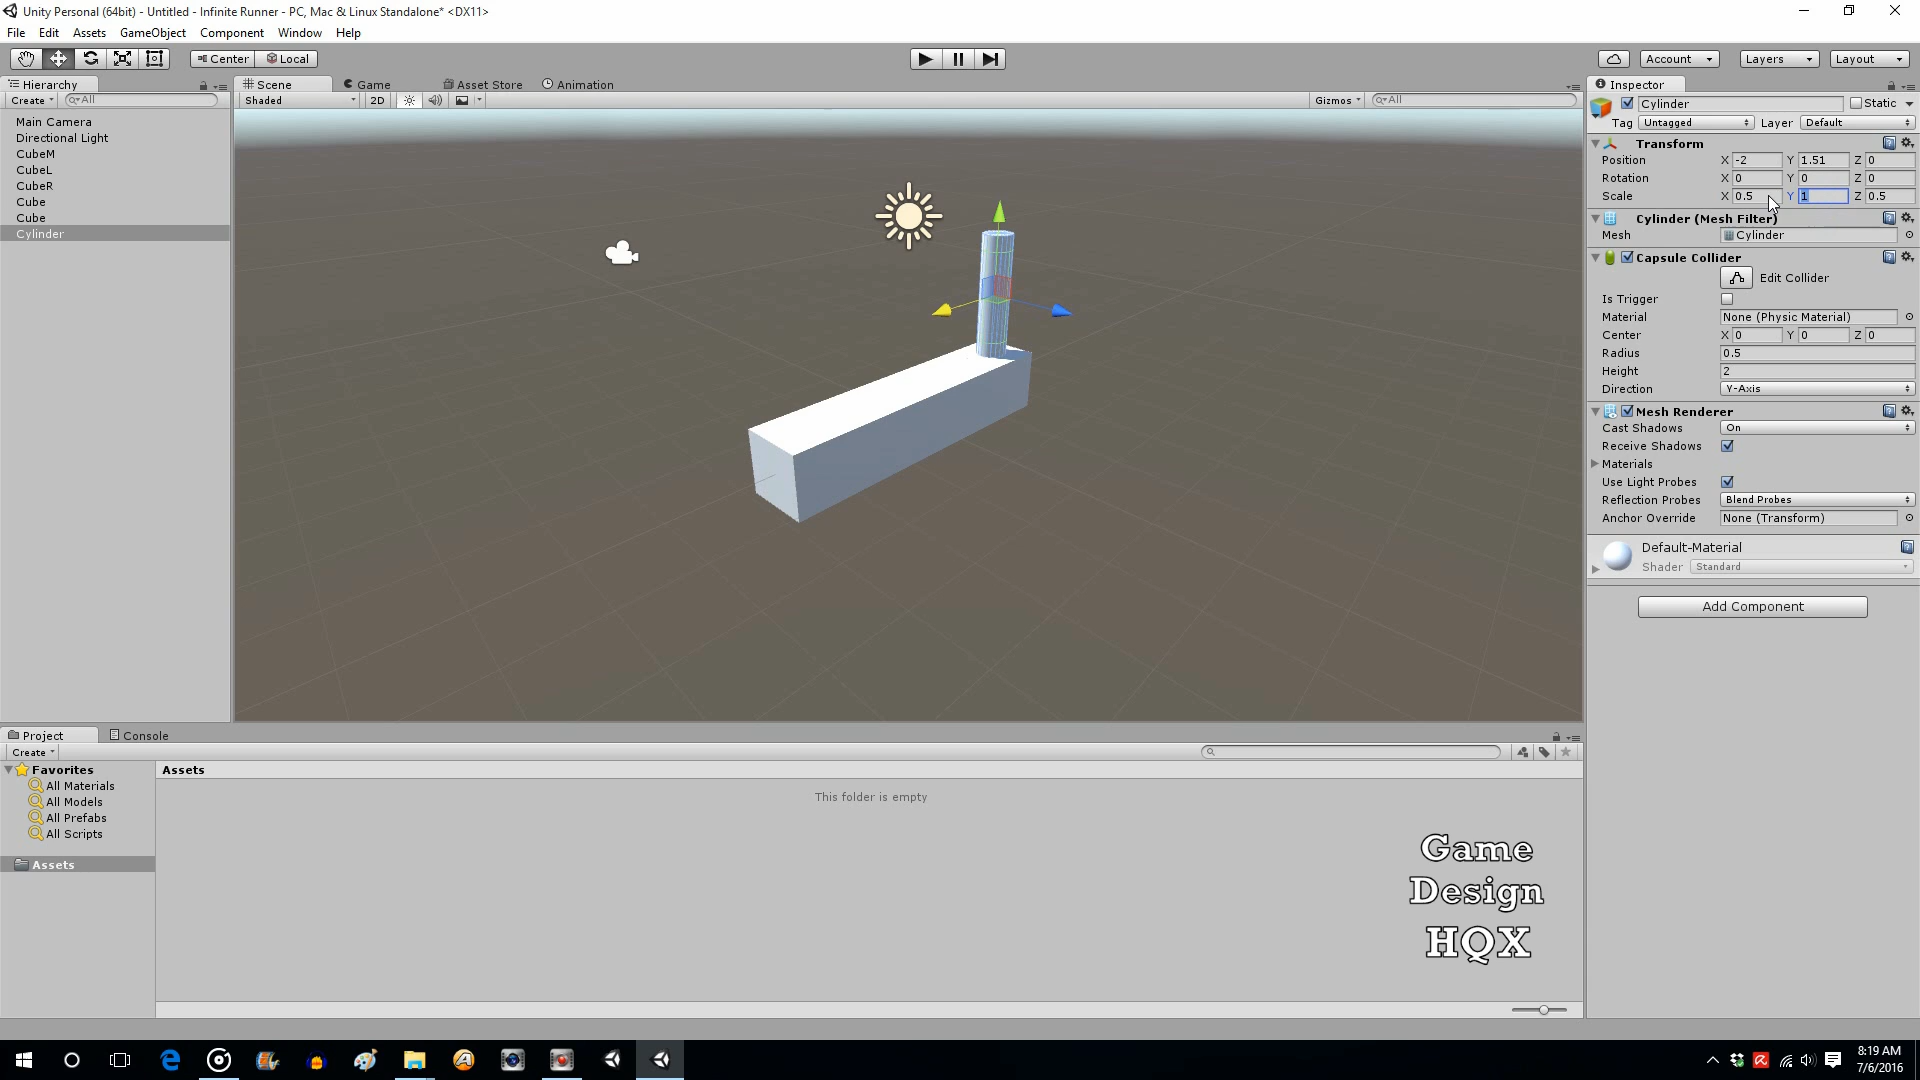 Unity Personal (64bit) - Untitled - Infinite Runner - PC, Mac & Linux Standalone* <DX11>
File Edit Assets GameObject Component Window Help
Center Local Account Layers Layout
Hierarchy Scene Game Asset Store Animation Inspector
Create All Shaded 2D Gizmos All
Cylinder Static
Tag Untagged Layer Default
Main Camera
Directional Light
CubeM
CubeL
CubeR
Cube
Cube
Cylinder
Transform
Position X -2 Y 1.51 Z 0
Rotation X 0 Y 0 Z 0
Scale X 0.5 Y 1 Z 0.5
Cylinder (Mesh Filter)
Mesh Cylinder
Capsule Collider
Edit Collider
Is Trigger
Material None (Physic Material)
Center X 0 Y 0 Z 0
Radius 0.5
Height 2
Direction Y-Axis
Mesh Renderer
Cast Shadows On
Receive Shadows
Materials
Use Light Probes
Reflection Probes Blend Probes
Anchor Override None (Transform)
Default-Material
Shader Standard
Add Component
Project Console
Create
Favorites
All Materials
All Models
All Prefabs
All Scripts
Assets
Assets
This folder is empty
Game
Design
HQX
8:19 AM
7/6/2016